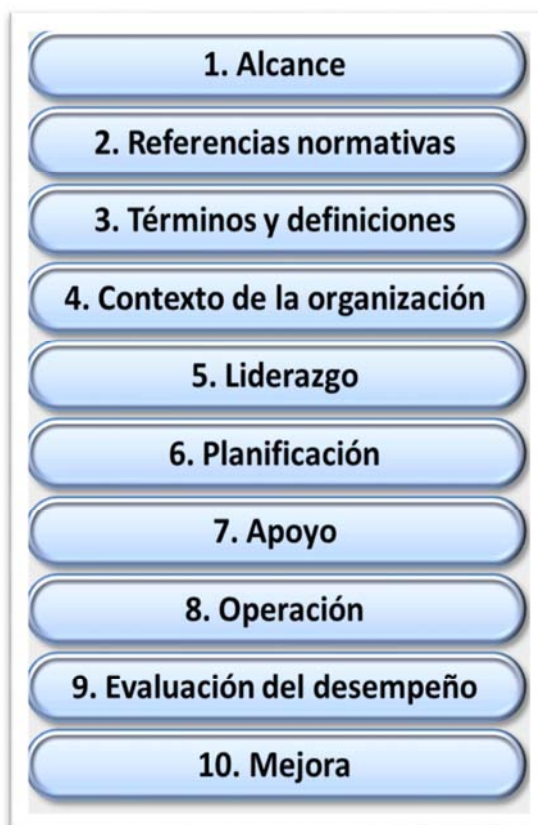 1. Alcance
2. Referencias normativas
3. Términos y definiciones
4. Contexto de la organización
5. Liderazgo
6. Planificación
7. Apoyo
8. Operación
9. Evaluación del desempeño
10. Mejora